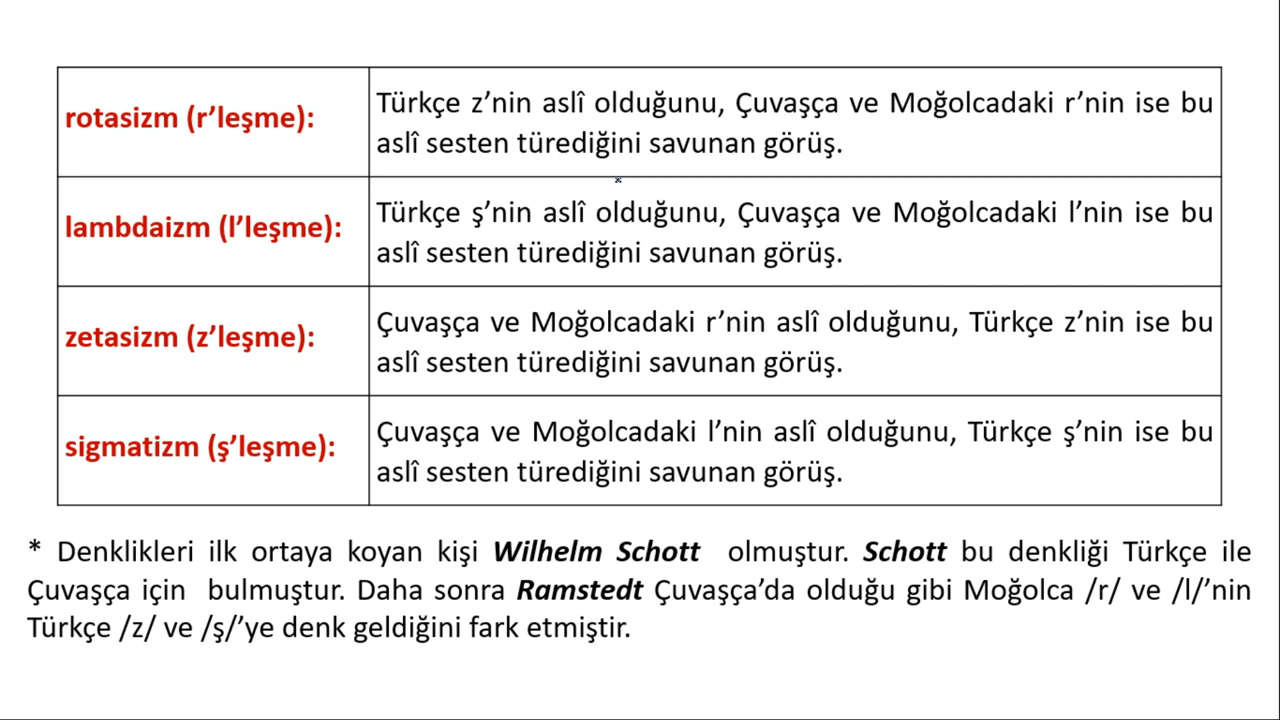 rotasizm (r’leşme):
Türkçe z’nin aslî olduğunu, Çuvaşça ve Moğolcadaki r’nin ise bu
aslî sesten türediğini savunan görüş.
lambdaizm (l’leşme):
Türkçe ş’nin aslî olduğunu, Çuvaşça ve Moğolcadaki l’nin ise bu
aslî sesten türediğini savunan görüş.
zetasizm (z’leşme):
Çuvaşça ve Moğolcadaki r’nin aslî olduğunu, Türkçe z’nin ise bu
aslî sesten türediğini savunan görüş.
sigmatizm (ş’leşme):
Çuvaşça ve Moğolcadaki l’nin aslî olduğunu, Türkçe ş’nin ise bu
aslî sesten türediğini savunan görüş.
* Denklikleri ilk ortaya koyan kişi Wilhelm Schott olmuştur. Schott bu denkliği Türkçe ile
Çuvaşça için bulmuştur. Daha sonra Ramstedt Çuvaşça’da olduğu gibi Moğolca /r/ ve /l/’nin
Türkçe /z/ ve /ş/’ye denk geldiğini fark etmiştir.